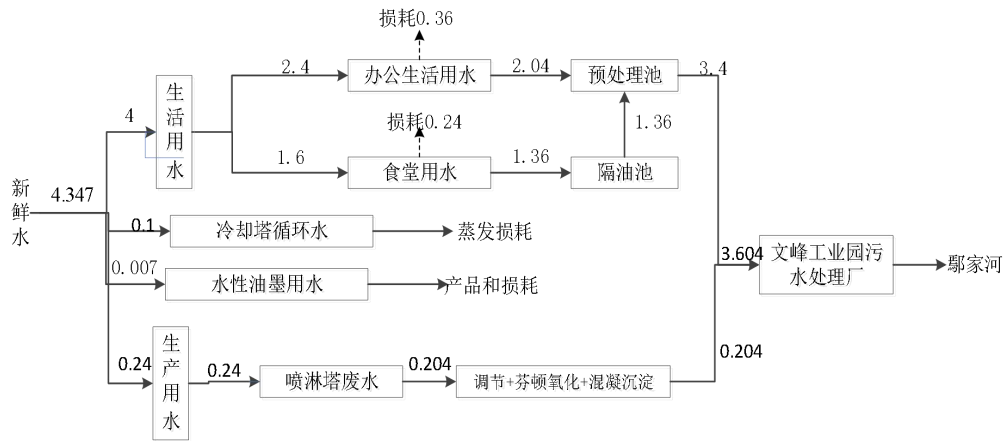 损耗0.36
2.4
办公生活用水
2.04
预处理池
3.4
生活用水
4
损耗0.24
1.36
1.6
食堂用水
1.36
隔油池
新鲜水
4.347
0.1
冷却塔循环水
蒸发损耗
3.604
文峰工业园污
水处理厂
鄢家河
0.007
水性油墨用水
产品和损耗
生产用水
0.24
0.24
喷淋塔废水
0.204
调节+芬顿氧化+混凝沉淀
0.204